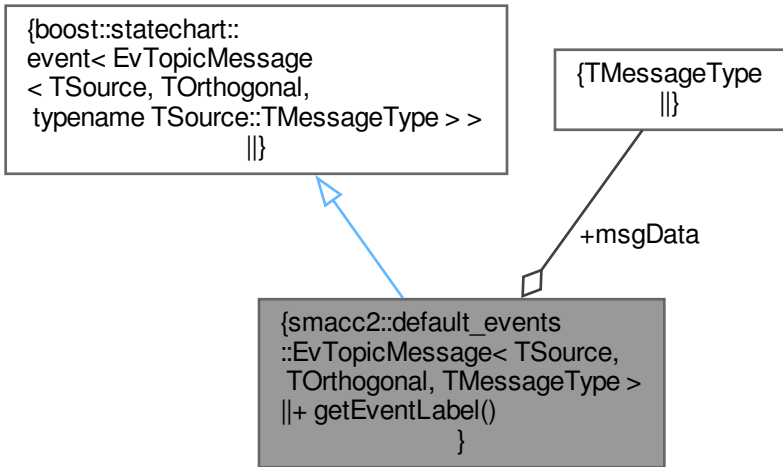 {boost::statechart::
event< EvTopicMessage
< TSource, TOrthogonal,
typename TSource::TMessageType > >
||}
{TMessageType
||}
+msgData
{smacc2::default_events
::EvTopicMessage< TSource,
TOrthogonal, TMessageType >
||+ getEventLabel()
}